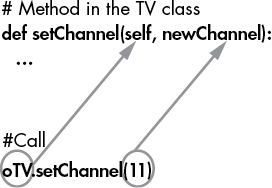 # Method in the TV class
def setChannel(self, newChannel):
...
#Call
oTV.setChannel(11)